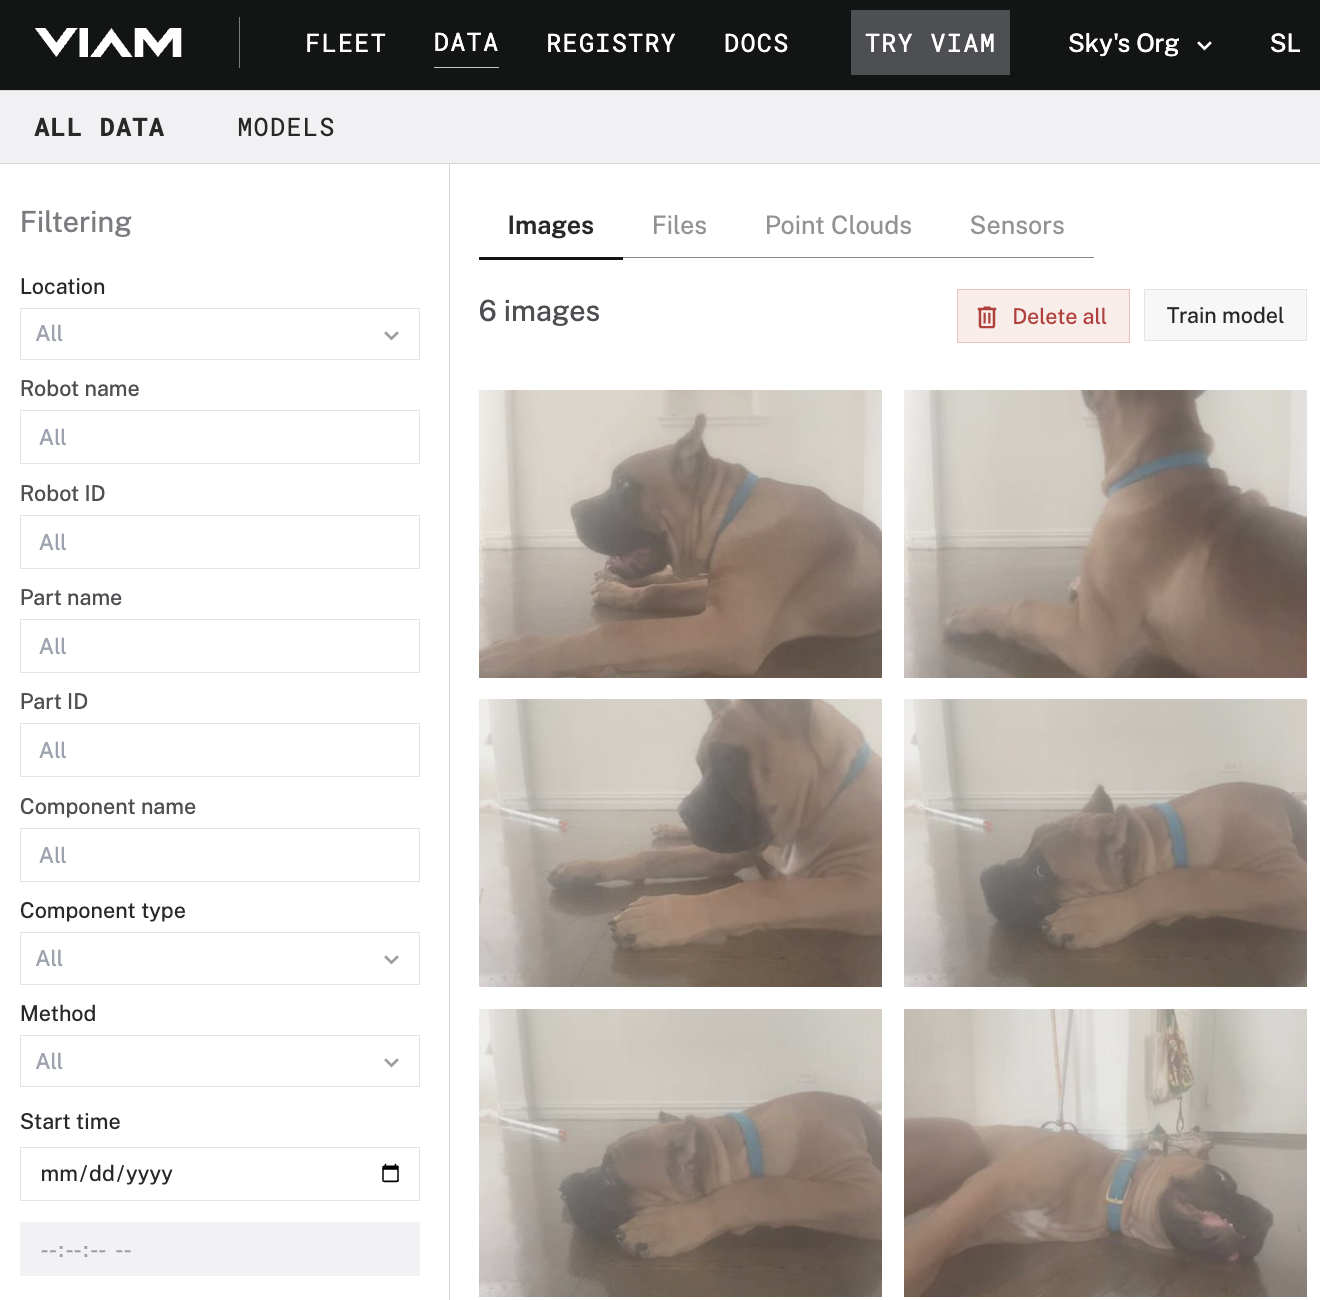 VIAM
FLEET
DATA
REGISTRY
DOCS
TRY VIAM
Sky's Org
SL
ALL DATA
MODELS
Filtering
Location
All
Robot name
All
Robot ID
All
Part name
All
Part ID
All
Component name
All
Component type
All
Method
All
Start time
mm/dd/yyyy
--:--:-- --
Images
Files
Point Clouds
Sensors
6 images
Delete all
Train model